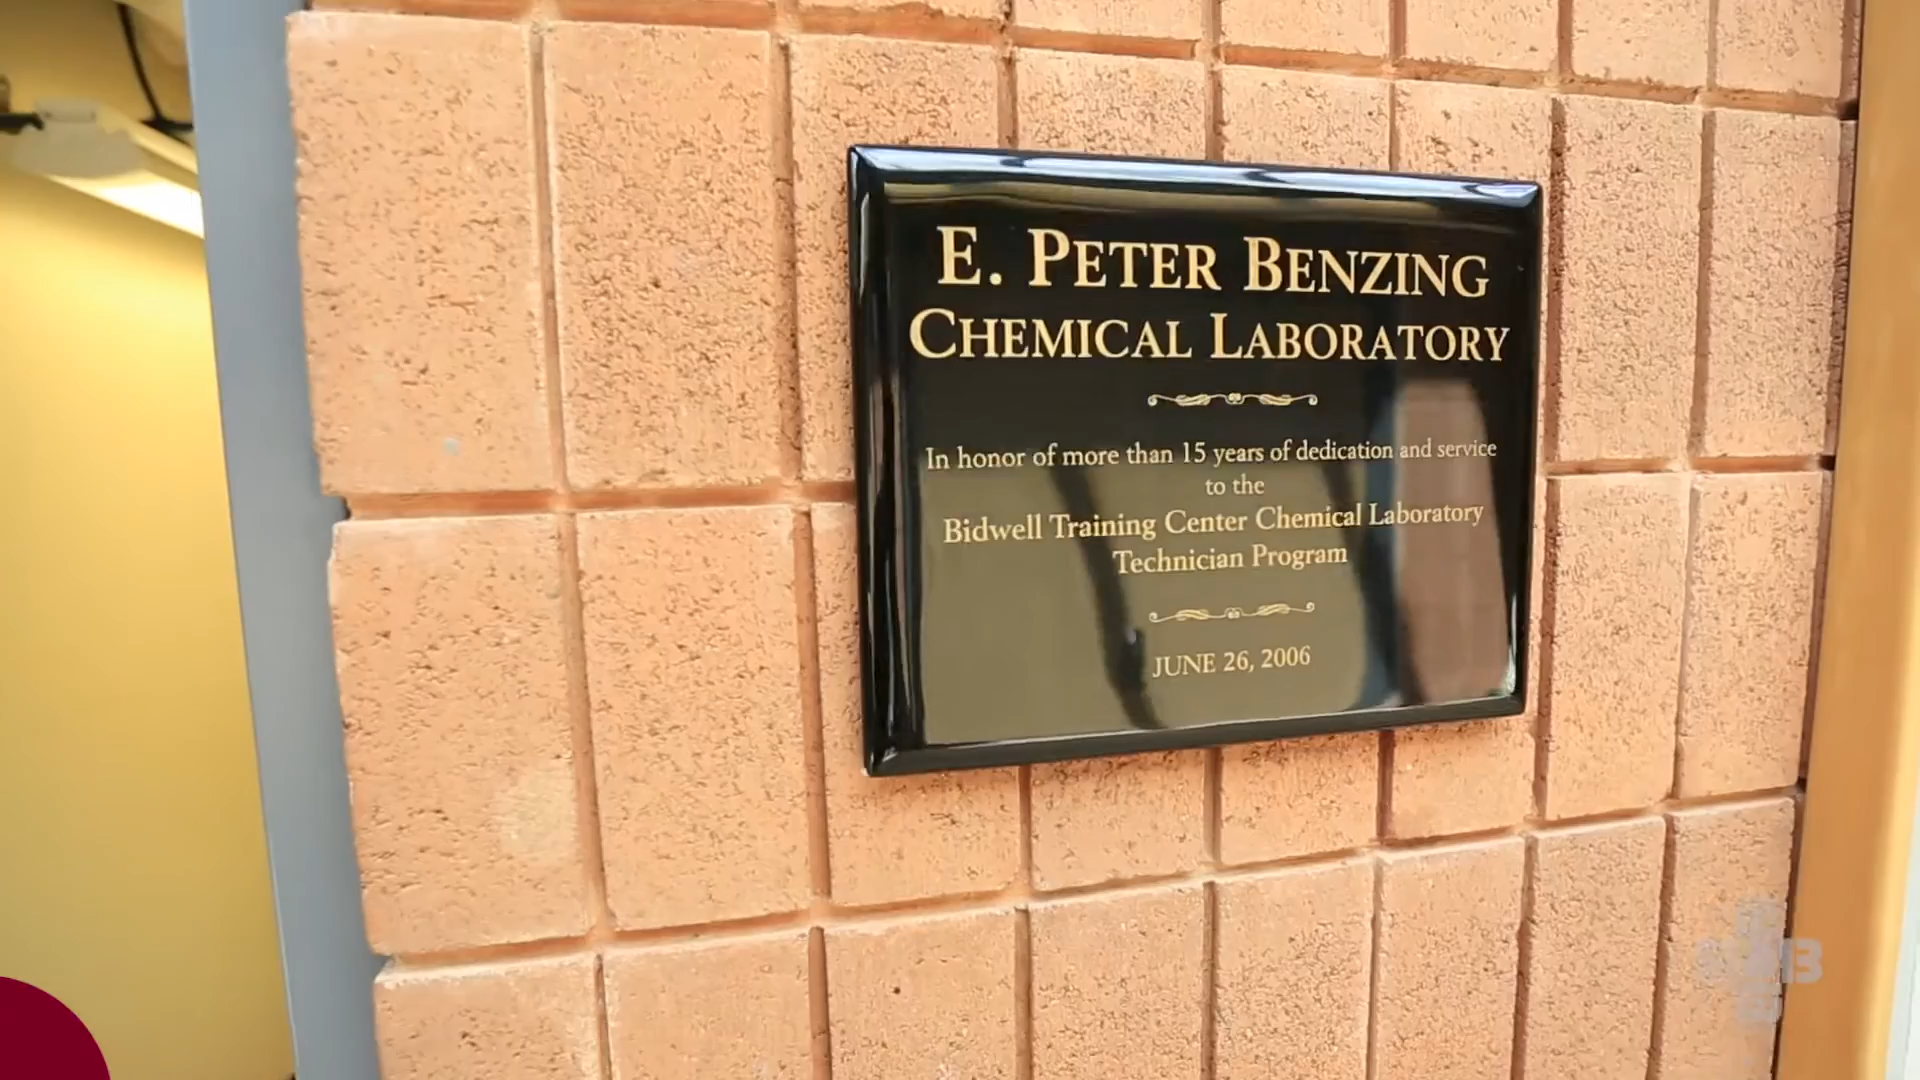 E. PETER BENZING
CHEMICAL LABORATORY
In honor of more than 15 years of dedication and service
to the
Bidwell Training Center Chemical Laboratory
Technician Program
JUNE 26, 2006